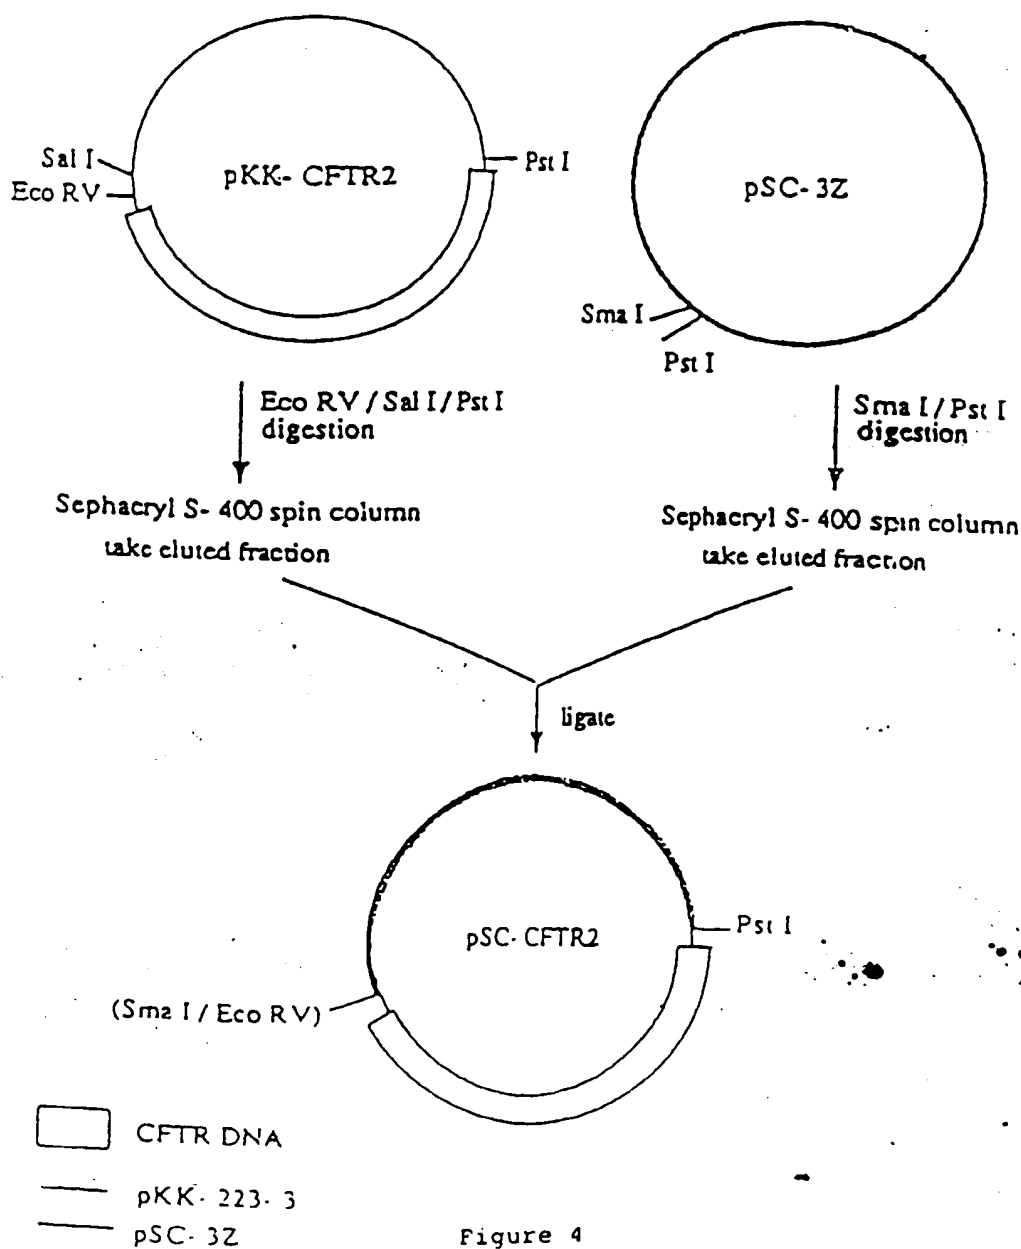 Sal I
Eco RV
pKK- CFTR2
Pst I
pSC- 3Z
Sma I
Pst I
Eco RV / Sal I / Pst I
digestion
Sma I / Pst I
digestion
Sephacryl S- 400 spin column
take eluted fraction
Sephacryl S- 400 spin column
take eluted fraction
ligate
pSC- CFTR2
Pst I
(Sma I / Eco RV)
CFTR DNA
pKK- 223- 3
pSC- 3Z
Figure 4